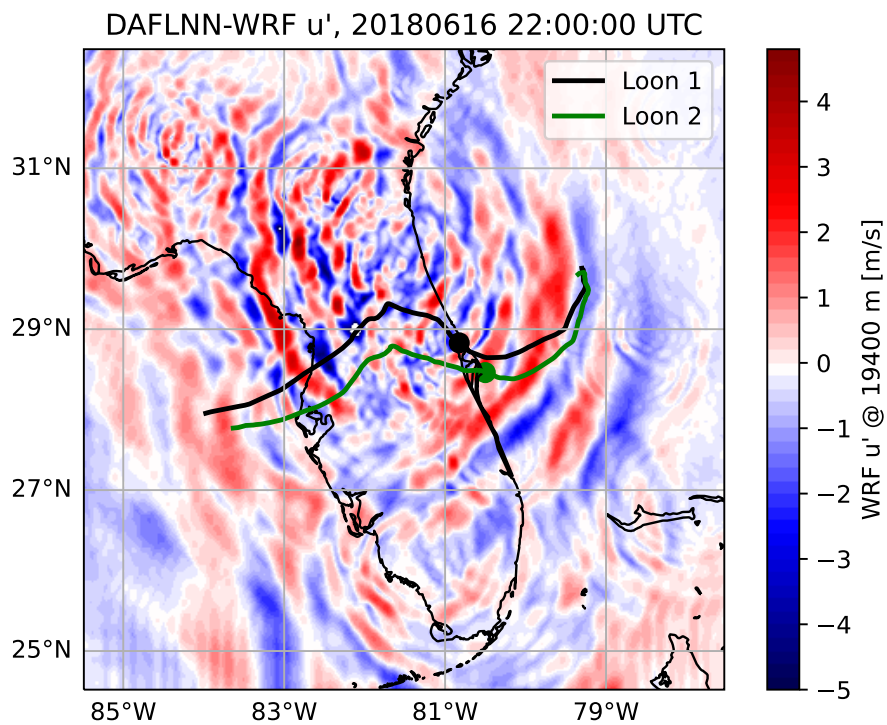 DAFLNN-WRF u', 20180616 22:00:00 UTC
Loon 1
Loon 2
31°N
29°N
27°N
25°N
85°W
83°W
81°W
79°W
4
3
2
1
0
−1
−2
−3
−4
−5
WRF u' @ 19400 m [m/s]